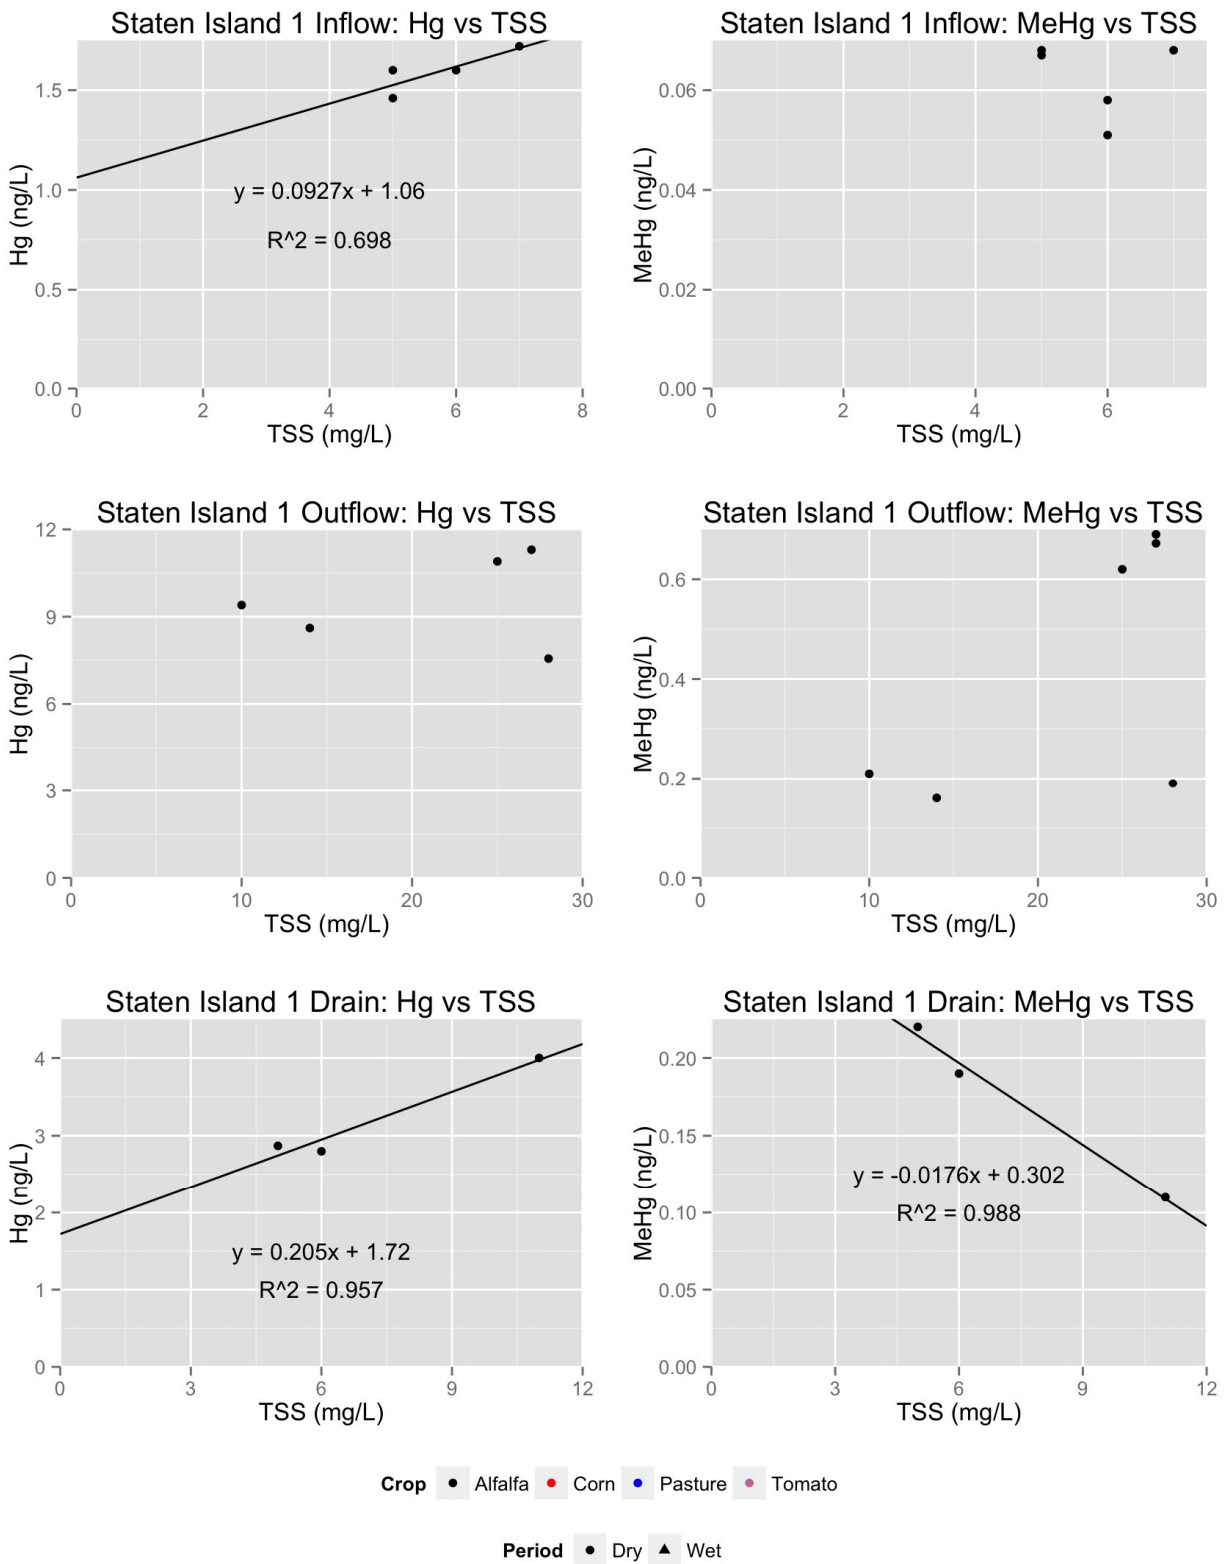 Staten Island 1 Inflow: Hg vs TSS
Hg (ng/L)
1.5
1.0
0.5
0.0
y = 0.0927x + 1.06
R^2 = 0.698
0 2 4 6 8
TSS (mg/L)
Staten Island 1 Inflow: MeHg vs TSS
MeHg (ng/L)
0.06
0.04
0.02
0.00
0 2 4 6
TSS (mg/L)
Staten Island 1 Outflow: Hg vs TSS
Hg (ng/L)
12
9
6
3
0
0 10 20 30
TSS (mg/L)
Staten Island 1 Outflow: MeHg vs TSS
MeHg (ng/L)
0.6
0.4
0.2
0.0
0 10 20 30
TSS (mg/L)
Staten Island 1 Drain: Hg vs TSS
Hg (ng/L)
4
3
2
1
0
y = 0.205x + 1.72
R^2 = 0.957
0 3 6 9 12
TSS (mg/L)
Staten Island 1 Drain: MeHg vs TSS
MeHg (ng/L)
0.20
0.15
0.10
0.05
0.00
y = -0.0176x + 0.302
R^2 = 0.988
0 3 6 9 12
TSS (mg/L)
Crop Alfalfa Corn Pasture Tomato
Period Dry Wet